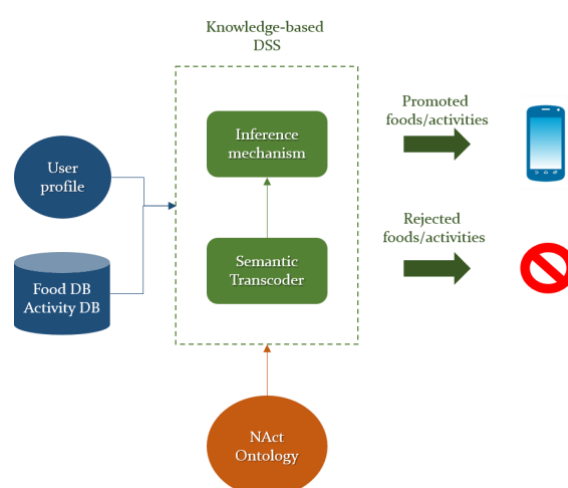 Knowledge-based
DSS
Promoted
foods/activities
Inference
mechanism
User
profile
Rejected
foods/activities
Semantic
Transcoder
Food DB
Activity DB
NAct
Ontology